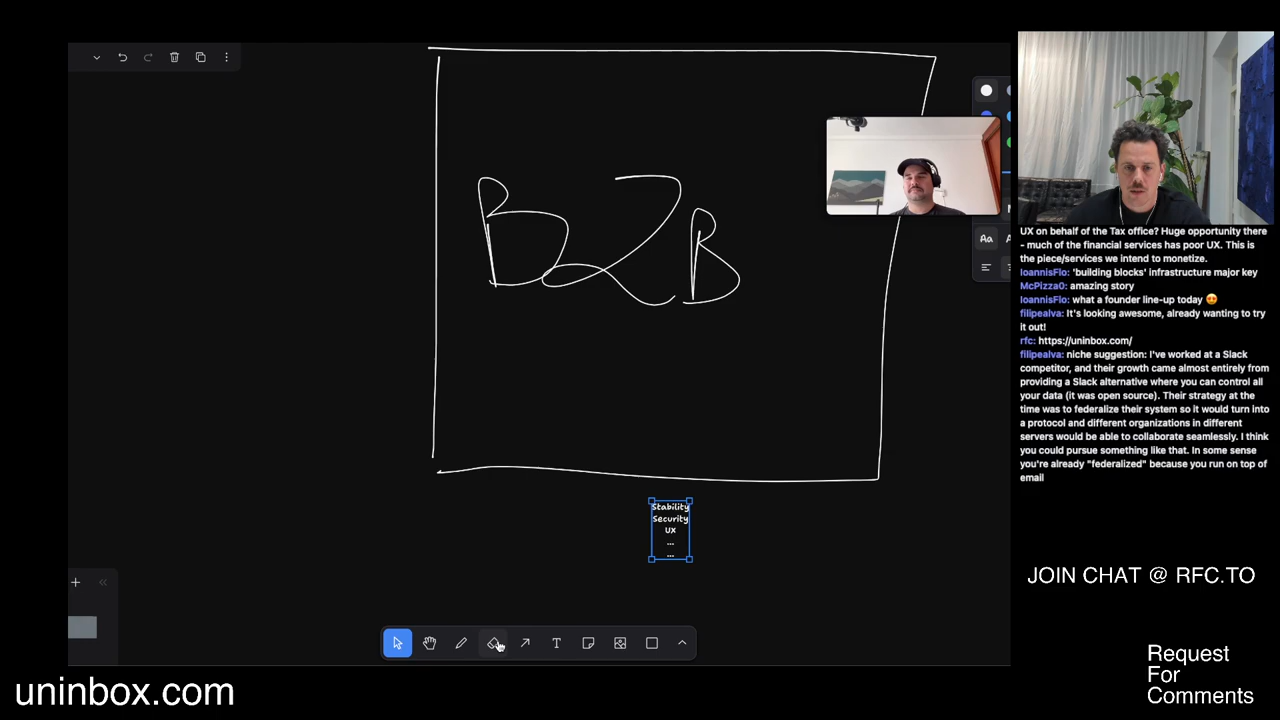 B2B
Stability
Security
UX
...
...
T
Aa
UX on behalf of the Tax office? Huge opportunity there
- much of the financial services has poor UX. This is
the piece/services we intend to monetize.
IoannisFlo: 'building blocks' infrastructure major key
McPizza0: amazing story
IoannisFlo: what a founder line-up today 😍
filipealva: It's looking awesome, already wanting to try
it out!
rfc: https://uninbox.com/
filipealva: niche suggestion: I've worked at a Slack
competitor, and their growth came almost entirely from
providing a Slack alternative where you can control all
your data (it was open source). Their strategy at the
time was to federalize their system so it would turn into
a protocol and different organizations in different
servers would be able to collaborate seamlessly. I think
you could pursue something like that. In some sense
you're already "federalized" because you run on top of
email
JOIN CHAT @ RFC.TO
Request
For
Comments
uninbox.com